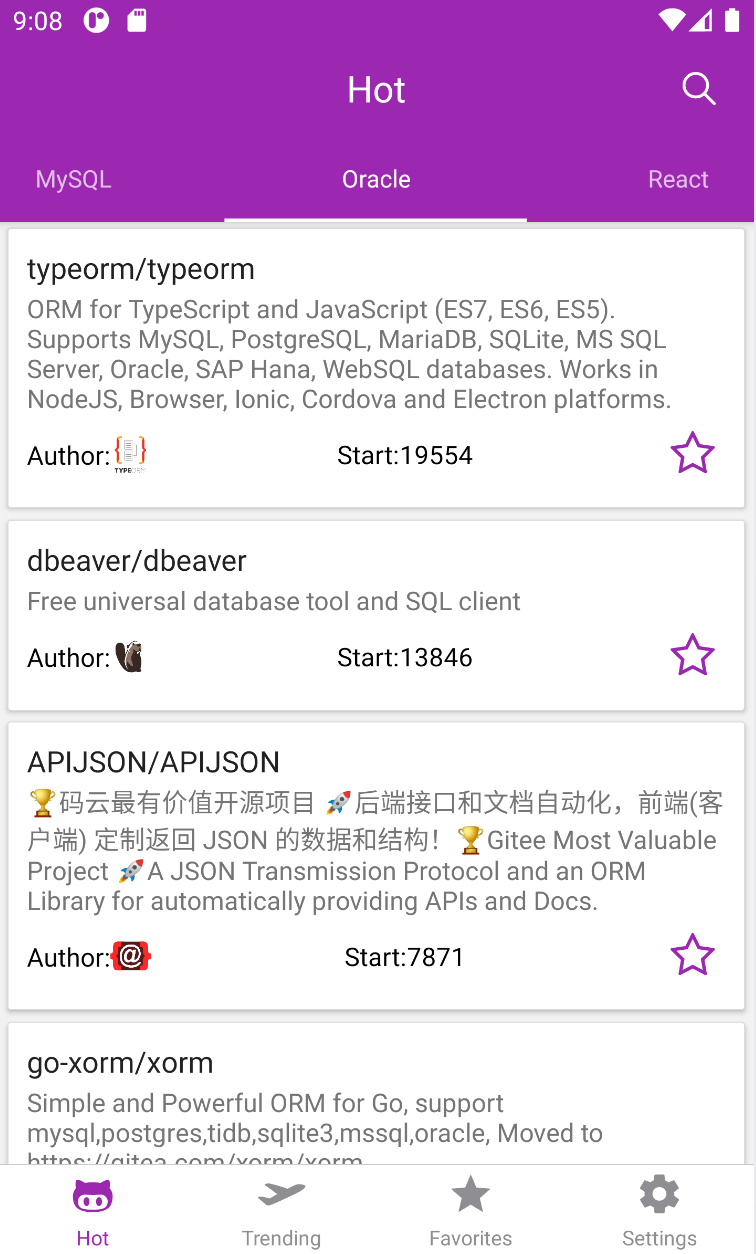 9:08
Hot
MySQL
Oracle
React
typeorm/typeorm
ORM for TypeScript and JavaScript (ES7, ES6, ES5).
Supports MySQL, PostgreSQL, MariaDB, SQLite, MS SQL
Server, Oracle, SAP Hana, WebSQL databases. Works in
NodeJS, Browser, Ionic, Cordova and Electron platforms.
Author: TYPEORM Start:19554
dbeaver/dbeaver
Free universal database tool and SQL client
Author: Start:13846
APIJSON/APIJSON
🏆码云最有价值开源项目 🚀后端接口和文档自动化，前端(客
户端) 定制返回 JSON 的数据和结构！ 🏆Gitee Most Valuable
Project 🚀A JSON Transmission Protocol and an ORM
Library for automatically providing APIs and Docs.
Author:@ Start:7871
go-xorm/xorm
Simple and Powerful ORM for Go, support
mysql,postgres,tidb,sqlite3,mssql,oracle, Moved to
https://gitea.com/xorm/xorm
Hot
Trending
Favorites
Settings